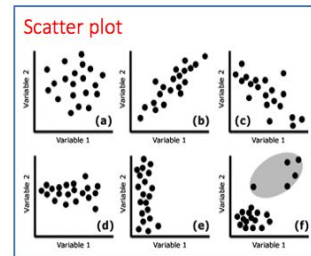 Scatter plot
Variable 2
(a)
Variable 1
Variable 2
(b)
Variable 1
Variable 2
(c)
Variable 1
Variable 2
(d)
Variable 1
Variable 2
(e)
Variable 1
Variable 2
(f)
Variable 1